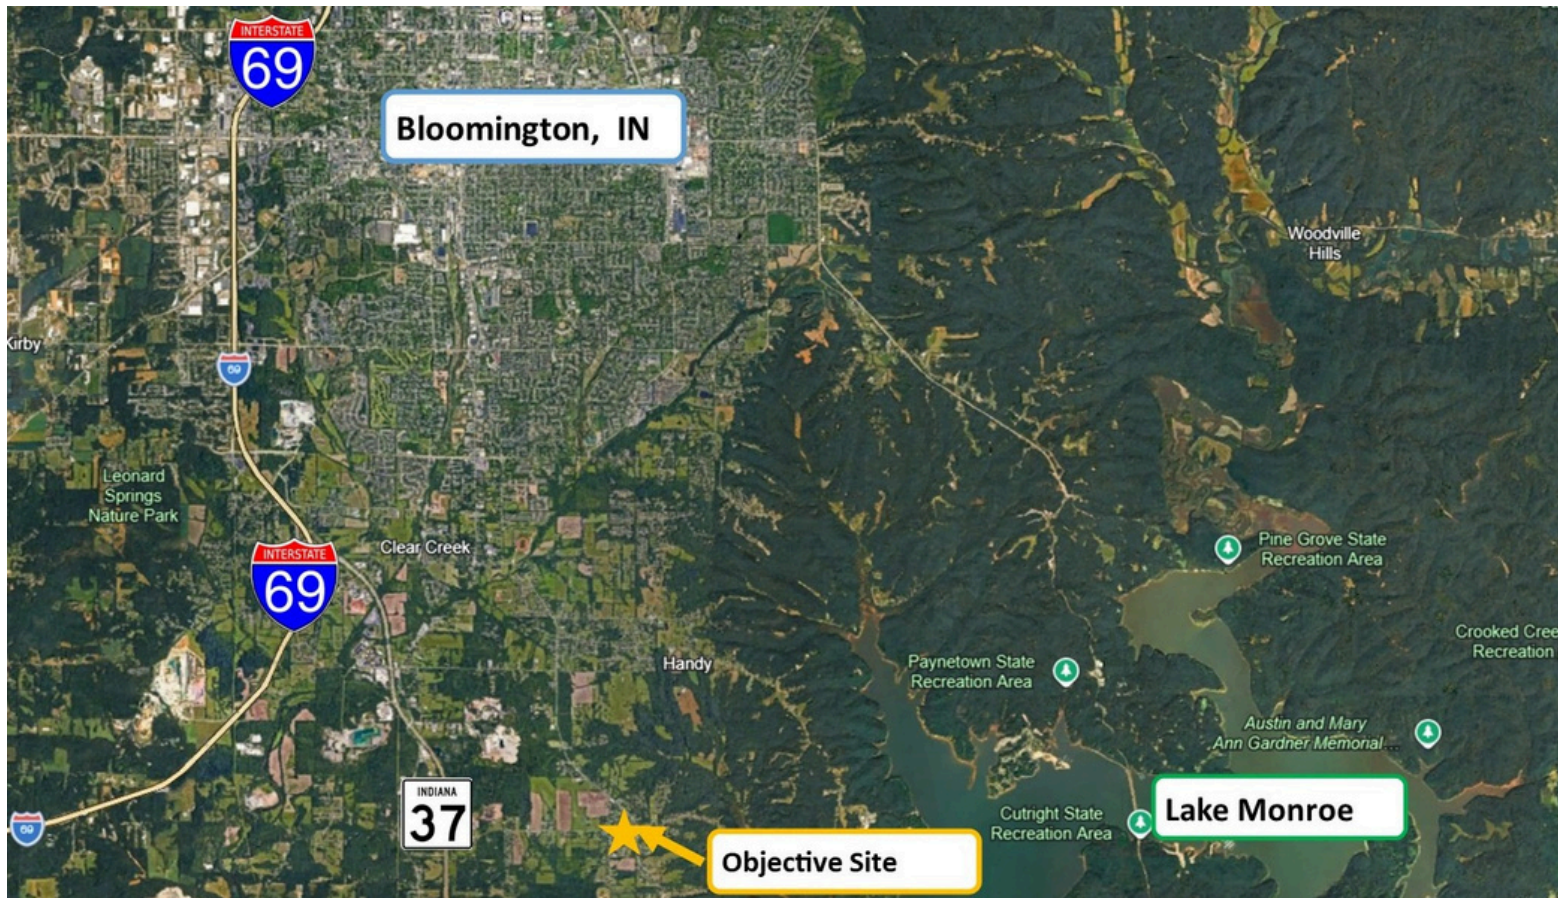 INTERSTATE
69
Bloomington, IN
Woodville
Hills
Kirby
69
Leonard
Springs
Nature Park
Clear Creek
Pine Grove State
Recreation Area
INTERSTATE
69
Crooked Cree
Recreation
Handy
Paynetown State
Recreation Area
Austin and Mary
Ann Gardner Memorial...
INDIANA
37
Lake Monroe
Cutright State
Recreation Area
69
Objective Site